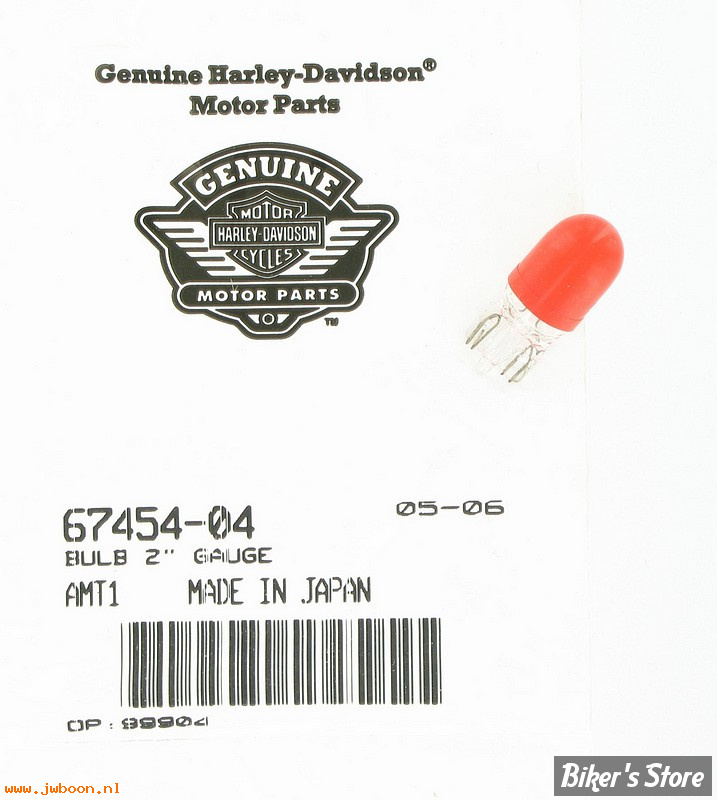 Genuine Harley-Davidson®
Motor Parts
GENUINE
MOTOR
HARLEY-DAVIDSON
CYCLES
MOTOR PARTS
TM
67454-04
05-06
BULB 2" GAUGE
AMT1 MADE IN JAPAN
OP: 99904
www.jwboon.nl
Biker's Store